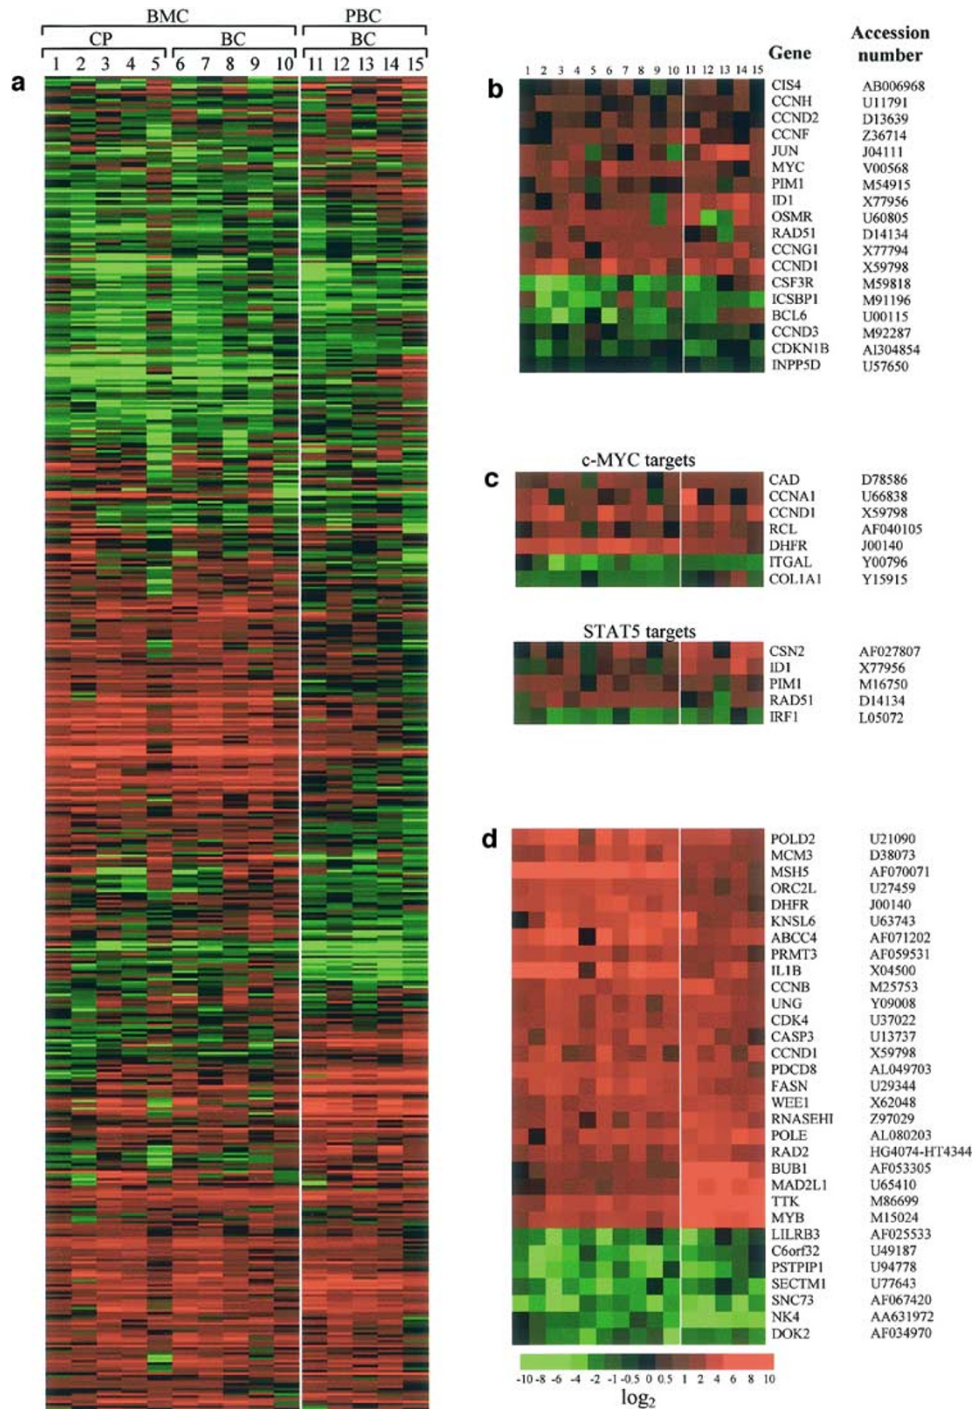 BMC PBC
CP BC BC
1 2 3 4 5 6 7 8 9 10 11 12 13 14 15
a
b
1 2 3 4 5 6 7 8 9 10 11 12 13 14 15
Gene Accession number
CIS4 AB006968
CCNH U11791
CCND2 D13639
CCNF Z36714
JUN J04111
MYC V00568
PIM1 M54915
ID1 X77956
OSMR U60805
RAD51 D14134
CCNG1 X77794
CCND1 X59798
CSF3R M59818
ICSBP1 M91196
BCL6 U00115
CCND3 M92287
CDKN1B AI304854
INPP5D U57650
c
c-MYC targets
CAD D78586
CCNA1 U66838
CCND1 X59798
RCL AF040105
DHFR J00140
ITGAL Y00796
COL1A1 Y15915
STAT5 targets
CSN2 AF027807
ID1 X77956
PIM1 M16750
RAD51 D14134
IRF1 L05072
d
POLD2 U21090
MCM3 D38073
MSH5 AF070071
ORC2L U27459
DHFR J00140
KNSL6 U63743
ABCC4 AF071202
PRMT3 AF059531
IL1B X04500
CCNB M25753
UNG Y09008
CDK4 U37022
CASP3 U13737
CCND1 X59798
PDCD8 AL049703
FASN U29344
WEE1 X62048
RNASEHI Z97029
POLE AL080203
RAD2 HG4074-HT4344
BUB1 AF053305
MAD2L1 U65410
TTK M86699
MYB M15024
LILRB3 AF025533
C6orf32 U49187
PSTPIP1 U94778
SECTM1 U77643
SNC73 AF067420
NK4 AA631972
DOK2 AF034970
-10 -8 -6 -4 -2 -1 -0.5 0 0.5 1 2 4 6 8 10
log2